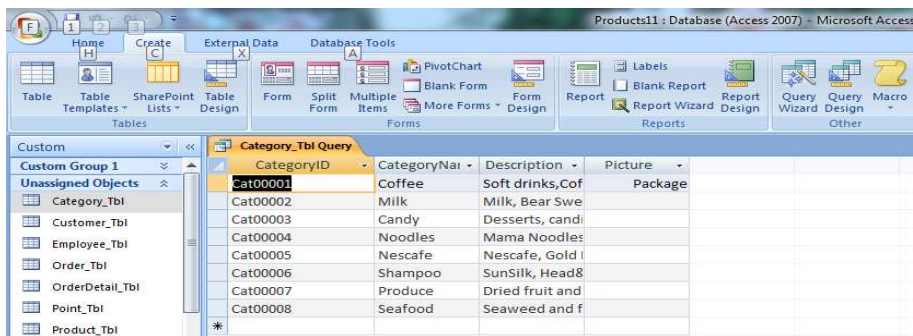 Products11 : Database (Access 2007) - Microsoft Access
F 1 2 3
Home Create External Data Database Tools
H C X A
Table Table Templates SharePoint Lists Table Design
Tables
Form Split Form Multiple Items PivotChart Blank Form More Forms Form Design
Forms
Report Labels Blank Report Report Wizard Report Design
Reports
Query Wizard Query Design Macro
Other
Custom
Custom Group 1
Unassigned Objects
Category_Tbl
Customer_Tbl
Employee_Tbl
Order_Tbl
OrderDetail_Tbl
Point_Tbl
Product_Tbl
Category_Tbl Query
CategoryID CategoryNar Description Picture
Cat00001 Coffee Soft drinks,Cof Package
Cat00002 Milk Milk, Bear Swe
Cat00003 Candy Desserts, candi
Cat00004 Noodles Mama Noodles
Cat00005 Nescafe Nescafe, Gold
Cat00006 Shampoo SunSilk, Head&
Cat00007 Produce Dried fruit and
Cat00008 Seafood Seaweed and f
*